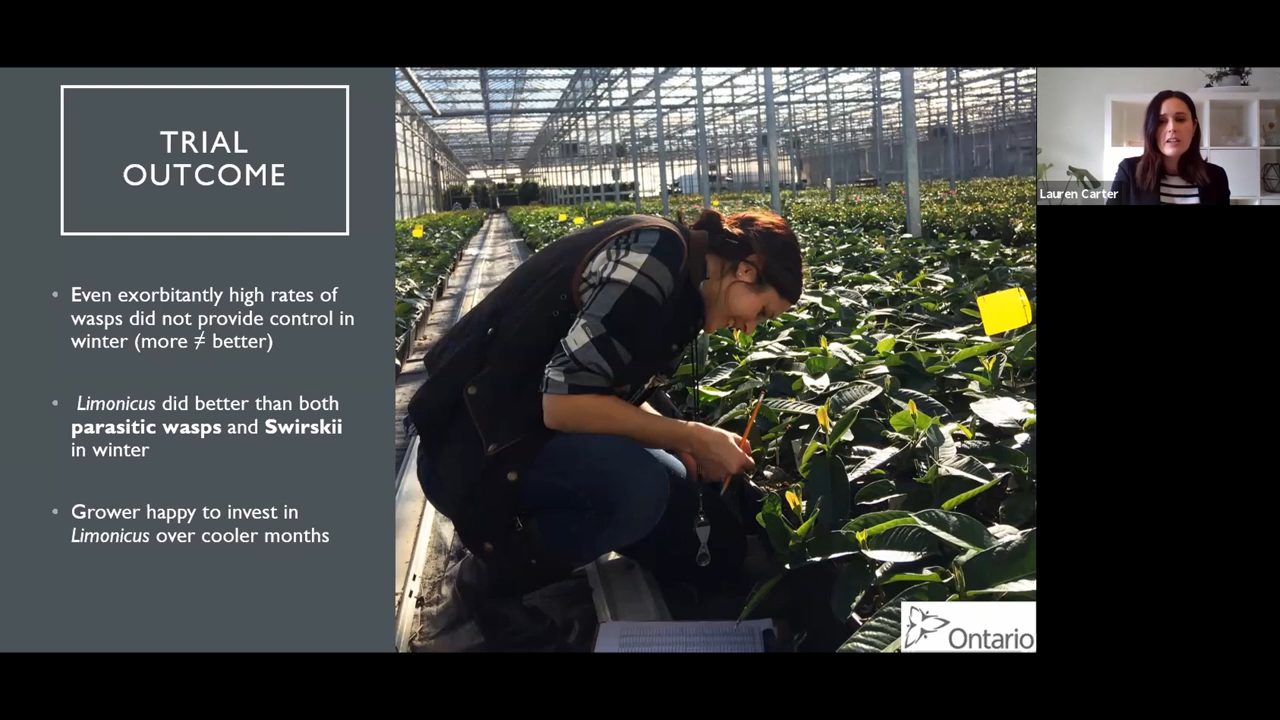 TRIAL
OUTCOME
• Even exorbitantly high rates of
wasps did not provide control in
winter (more ≠ better)
• Limonicus did better than both
parasitic wasps and Swirskii
in winter
• Grower happy to invest in
Limonicus over cooler months
Ontario
Lauren Carter